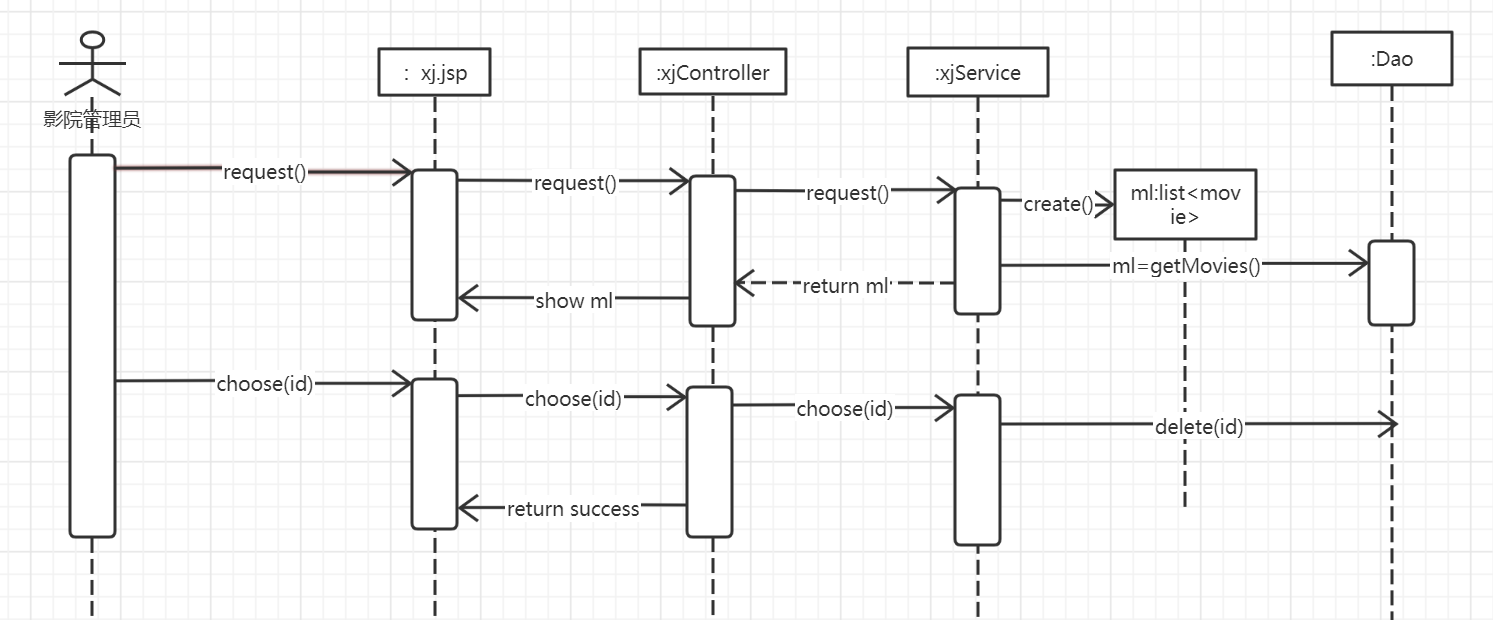 : xj.jsp
:xjController
:xjService
:Dao
影院管理员
request()
request()
request()
create()
ml:list<mov
ie>
ml=getMovies()
return ml
show ml
choose(id)
choose(id)
choose(id)
delete(id)
return success